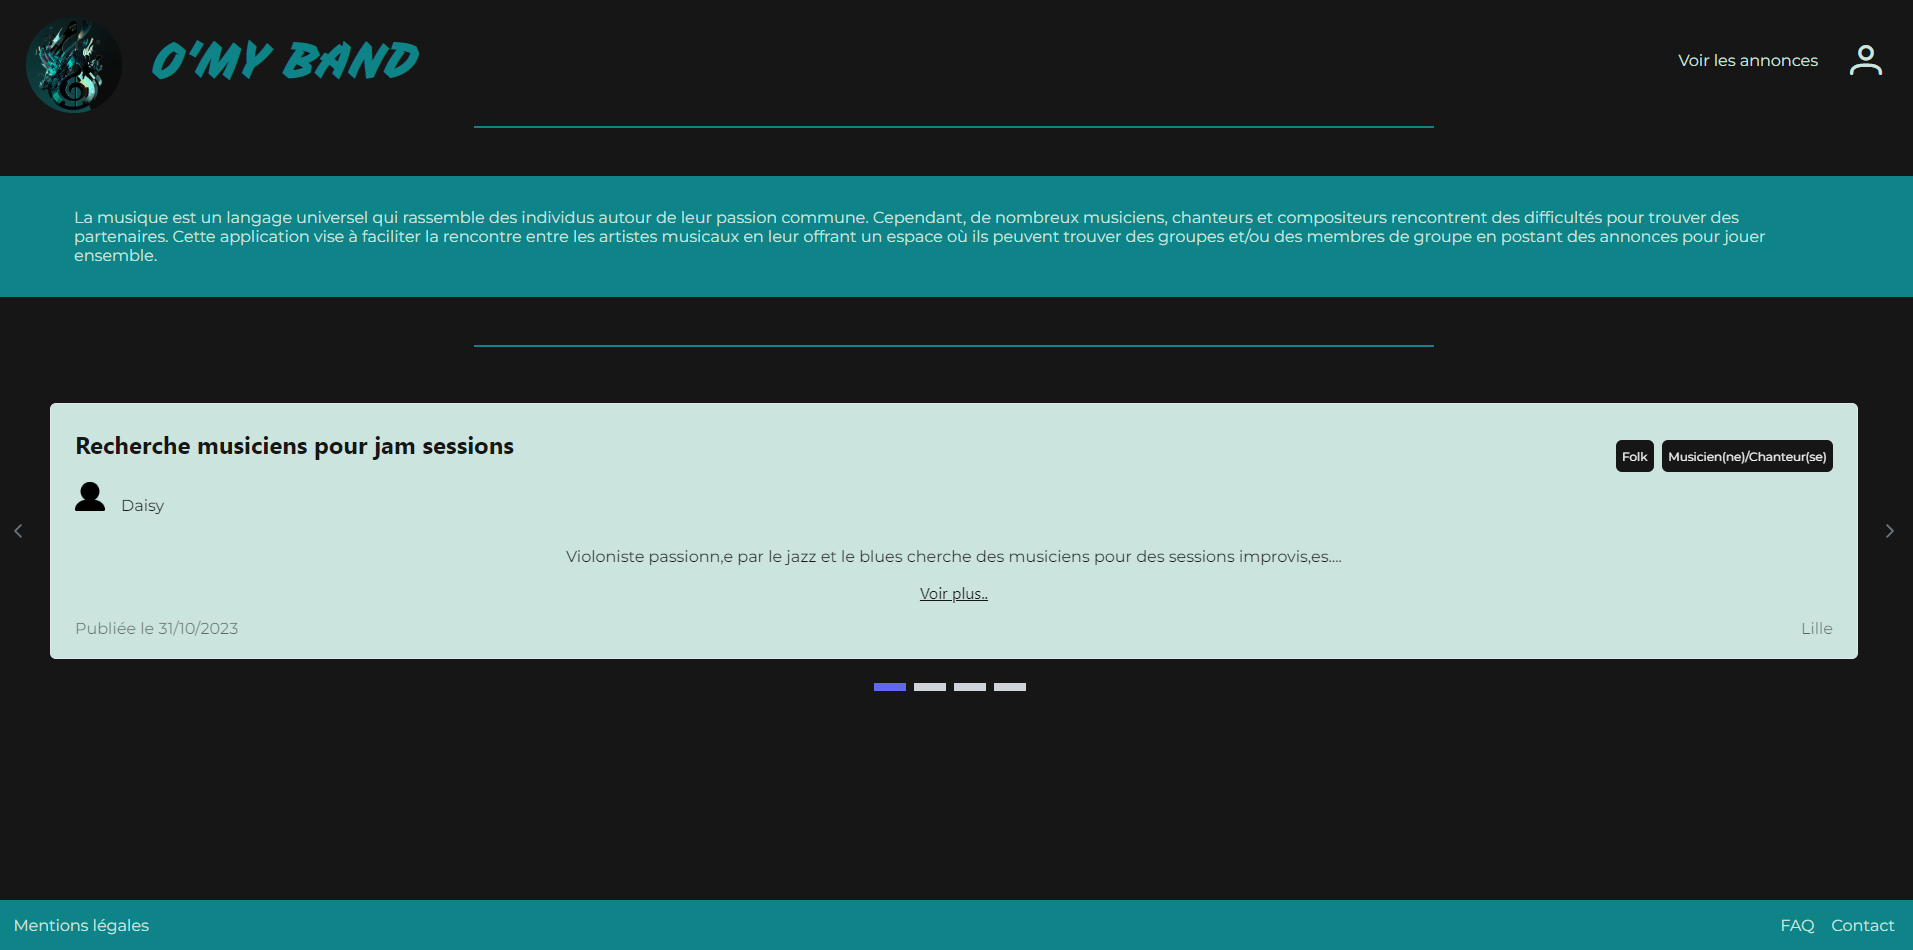 O'MY BAND
Voir les annonces
La musique est un langage universel qui rassemble des individus autour de leur passion commune. Cependant, de nombreux musiciens, chanteurs et compositeurs rencontrent des difficultés pour trouver des
partenaires. Cette application vise à faciliter la rencontre entre les artistes musicaux en leur offrant un espace où ils peuvent trouver des groupes et/ou des membres de groupe en postant des annonces pour jouer
ensemble.
Recherche musiciens pour jam sessions
Folk Musicien(ne)/Chanteur(se)
Daisy
Violoniste passionn,e par le jazz et le blues cherche des musiciens pour des sessions improvis,es....
Voir plus..
Publiée le 31/10/2023 Lille
Mentions légales FAQ Contact